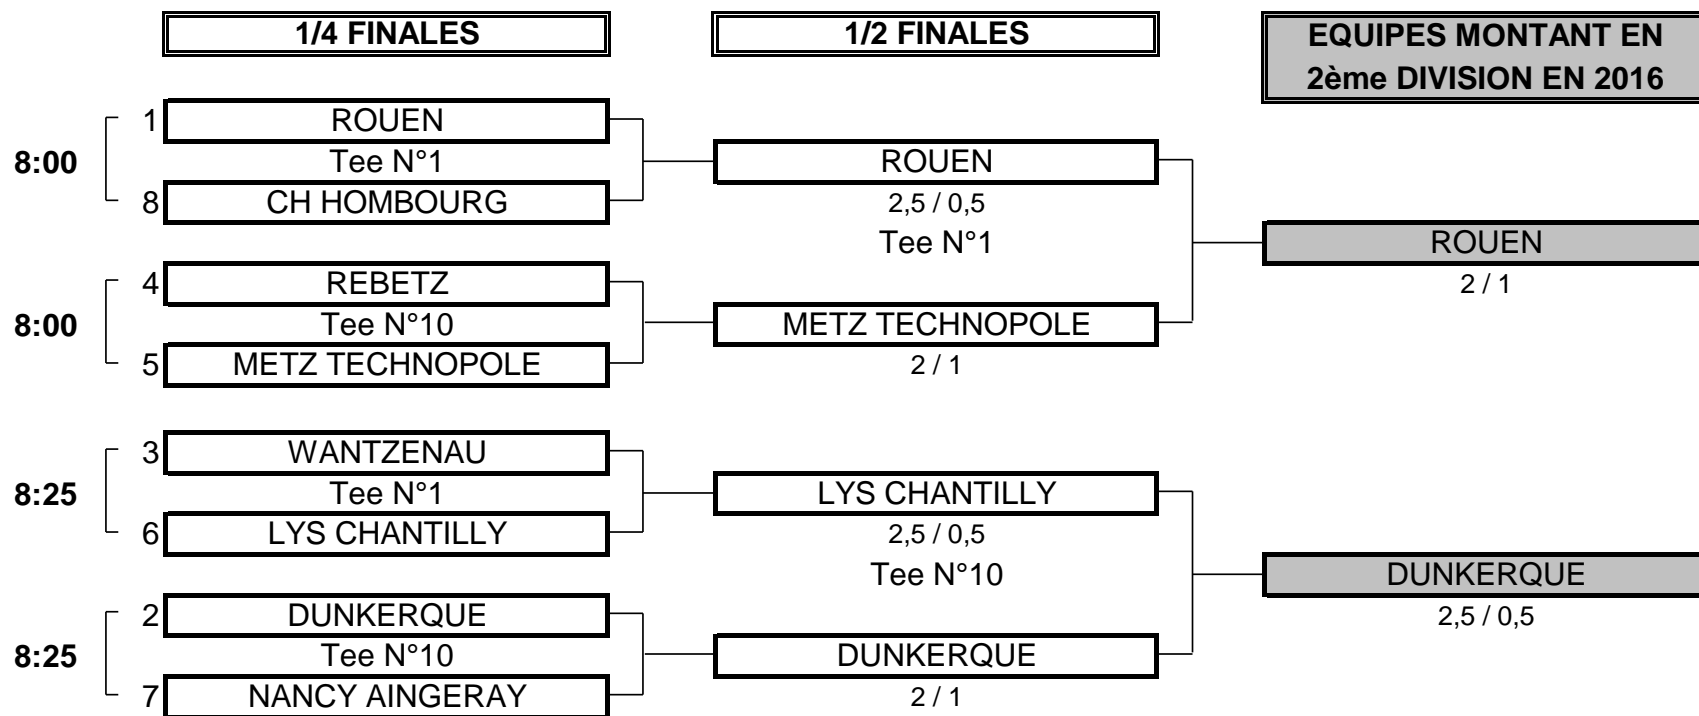 1/4 FINALES
1/2 FINALES
EQUIPES MONTANT EN
2ème DIVISION EN 2016
1
ROUEN
8:00
Tee N°1
8
CH HOMBOURG
ROUEN
2,5 / 0,5
Tee N°1
ROUEN
2 / 1
4
REBETZ
8:00
Tee N°10
5
METZ TECHNOPOLE
METZ TECHNOPOLE
2 / 1
3
WANTZENAU
8:25
Tee N°1
6
LYS CHANTILLY
LYS CHANTILLY
2,5 / 0,5
Tee N°10
DUNKERQUE
2,5 / 0,5
2
DUNKERQUE
8:25
Tee N°10
7
NANCY AINGERAY
DUNKERQUE
2 / 1